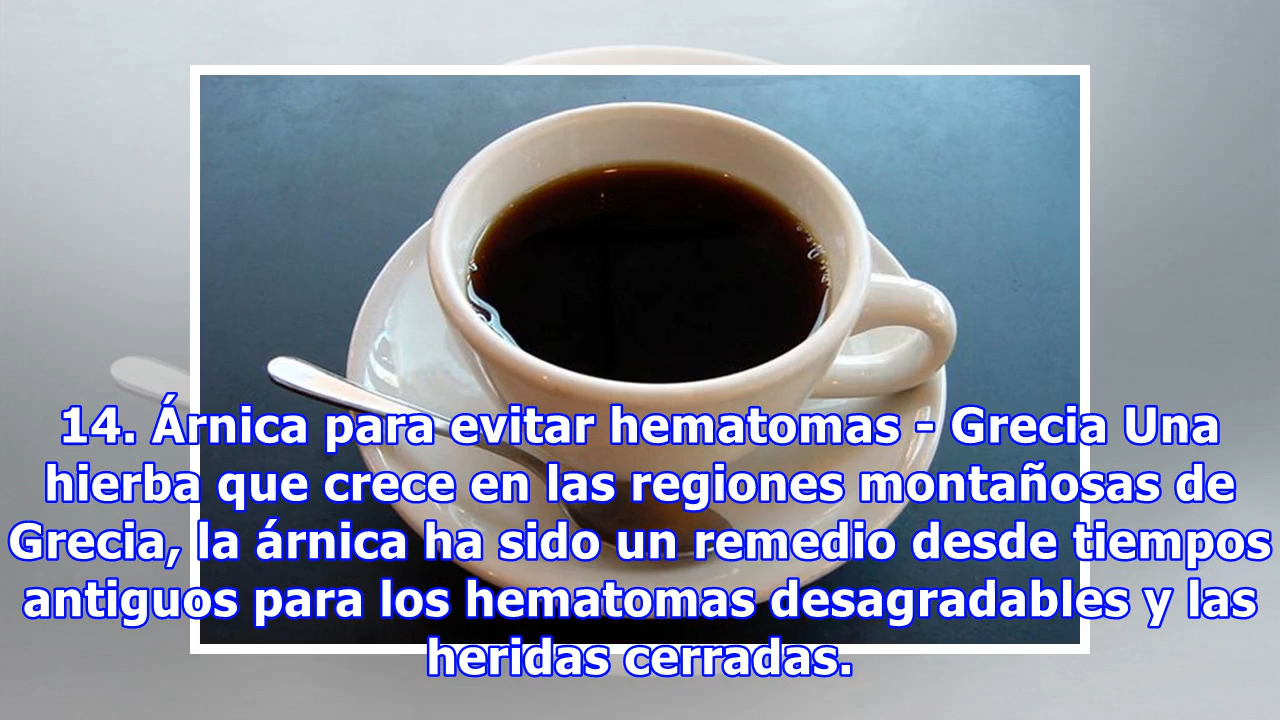 14. Árnica para evitar hematomas - Grecia Una
hierba que crece en las regiones montañosas de
Grecia, la árnica ha sido un remedio desde tiempos
antiguos para los hematomas desagradables y las
heridas cerradas.